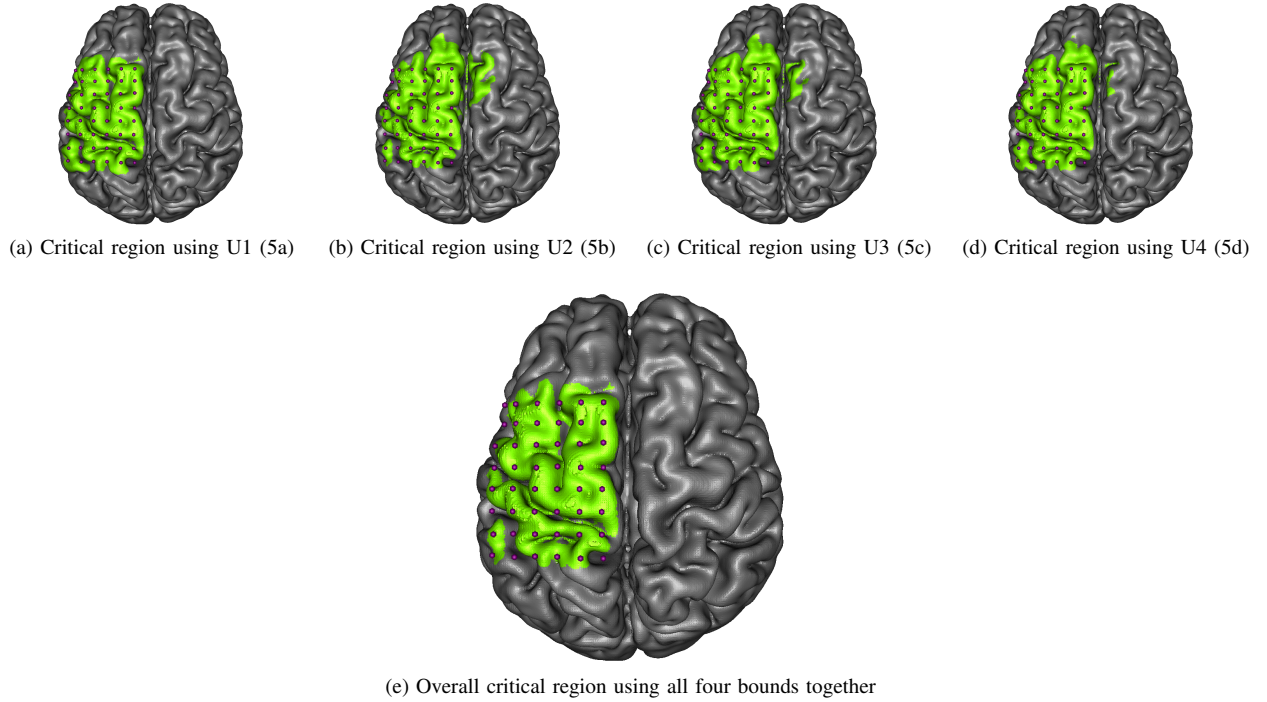 (a) Critical region using U1 (5a)
(b) Critical region using U2 (5b)
(c) Critical region using U3 (5c)
(d) Critical region using U4 (5d)
(e) Overall critical region using all four bounds together